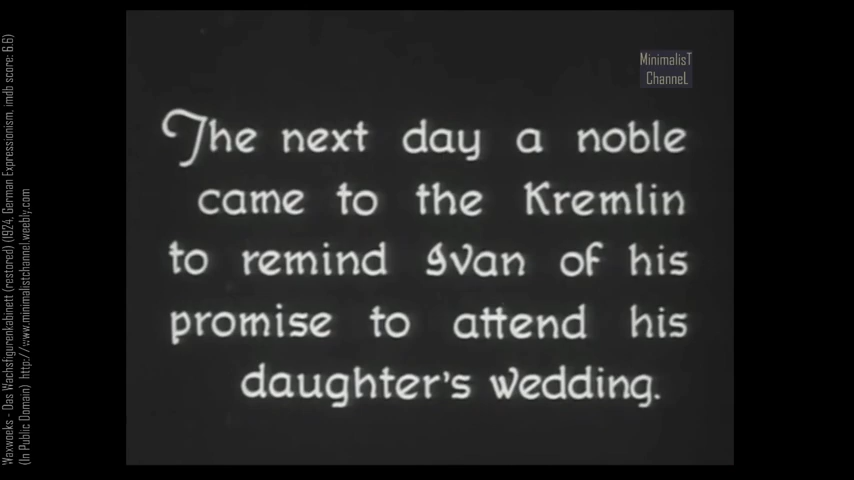 MinimalisT
ChanneL
The next day a noble
came to the Kremlin
to remind Ivan of his
promise to attend his
daughter's wedding.
Waxwoeks - Das Wachsfigurenkabinett (restored) (1924, German Expressionism, imdb score: 6.6)
(In Public Domain) http://www.minimalistchannel.weebly.com